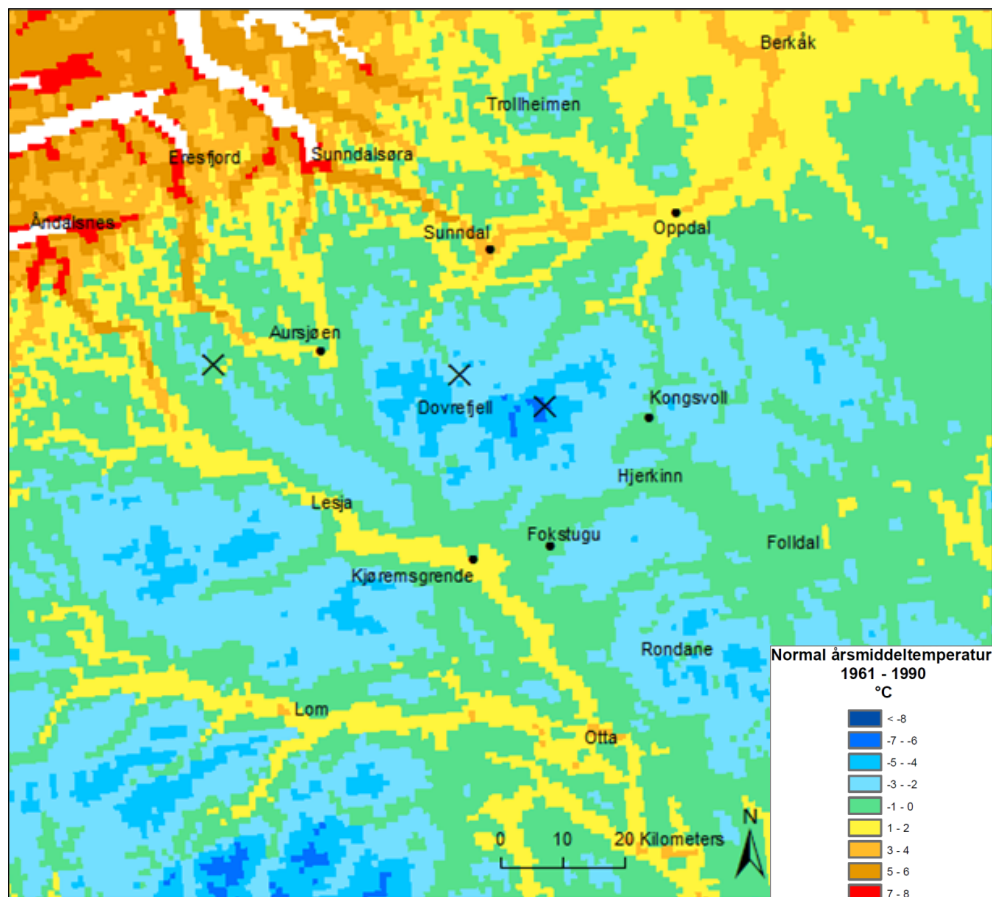 Berkåk
Trollheimen
Eresfjord
Sunndalsøra
Åndalsnes
Sunndal
Oppdal
Aursjøen
Kongsvoll
Dovrefjell
Hjerkinn
Lesja
Fokstugu
Folldal
Kjøremsgrende
Rondane
Normal årsmiddeltemperatur
1961 - 1990
°C
< -8
-7 - -6
-5 - -4
-3 - -2
-1 - 0
1 - 2
3 - 4
5 - 6
7 - 8
Lom
Otta
N
0 10 20 Kilometers